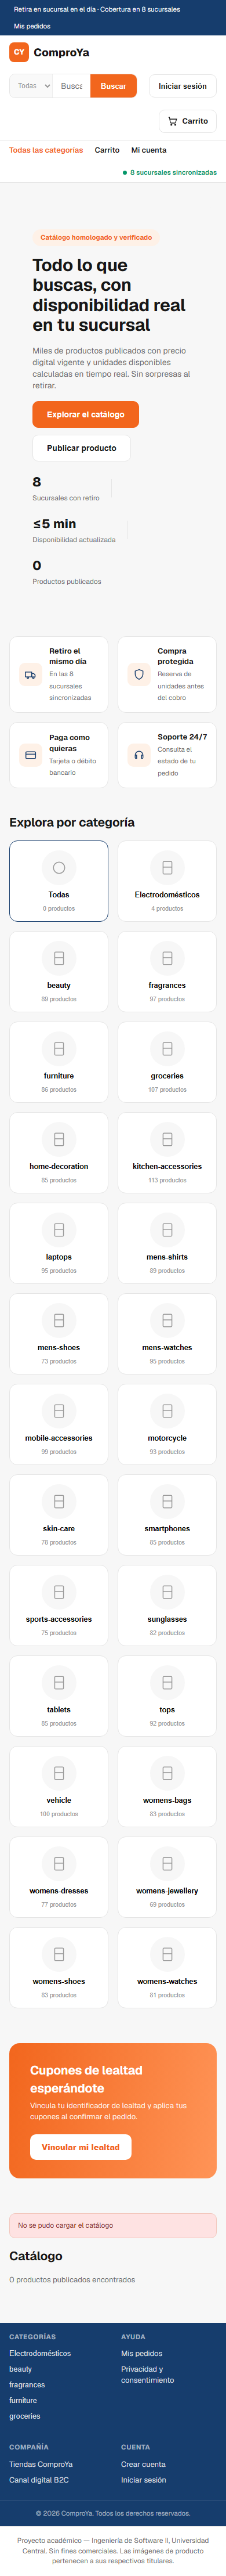 Retira en sucursal en el día · Cobertura en 8 sucursales
Mis pedidos
CY ComproYa
Todas
Busca
Buscar
Iniciar sesión
Carrito
Todas las categorías Carrito Mi cuenta
8 sucursales sincronizadas
Catálogo homologado y verificado
Todo lo que
buscas, con
disponibilidad real
en tu sucursal
Miles de productos publicados con precio
digital vigente y unidades disponibles
calculadas en tiempo real. Sin sorpresas al
retirar.
Explorar el catálogo
Publicar producto
8
Sucursales con retiro
≤5 min
Disponibilidad actualizada
0
Productos publicados
Retiro el
mismo día
En las 8
sucursales
sincronizadas
Compra
protegida
Reserva de
unidades antes
del cobro
Paga como
quieras
Tarjeta o débito
bancario
Soporte 24/7
Consulta el
estado de tu
pedido
Explora por categoría
Todas
0 productos
Electrodomésticos
4 productos
beauty
89 productos
fragrances
97 productos
furniture
86 productos
groceries
107 productos
home-decoration
85 productos
kitchen-accessories
113 productos
laptops
95 productos
mens-shirts
89 productos
mens-shoes
73 productos
mens-watches
95 productos
mobile-accessories
99 productos
motorcycle
93 productos
skin-care
78 productos
smartphones
85 productos
sports-accessories
75 productos
sunglasses
82 productos
tablets
85 productos
tops
92 productos
vehicle
100 productos
womens-bags
83 productos
womens-dresses
77 productos
womens-jewellery
69 productos
womens-shoes
83 productos
womens-watches
81 productos
Cupones de lealtad
esperándote
Vincula tu identificador de lealtad y aplica tus
cupones al confirmar el pedido.
Vincular mi lealtad
No se pudo cargar el catálogo
Catálogo
0 productos publicados encontrados
CATEGORÍAS
Electrodomésticos
beauty
fragrances
furniture
groceries
AYUDA
Mis pedidos
Privacidad y
consentimiento
COMPAÑÍA
Tiendas ComproYa
Canal digital B2C
CUENTA
Crear cuenta
Iniciar sesión
© 2026 ComproYa. Todos los derechos reservados.
Proyecto académico — Ingeniería de Software II, Universidad
Central. Sin fines comerciales. Las imágenes de producto
pertenecen a sus respectivos titulares.